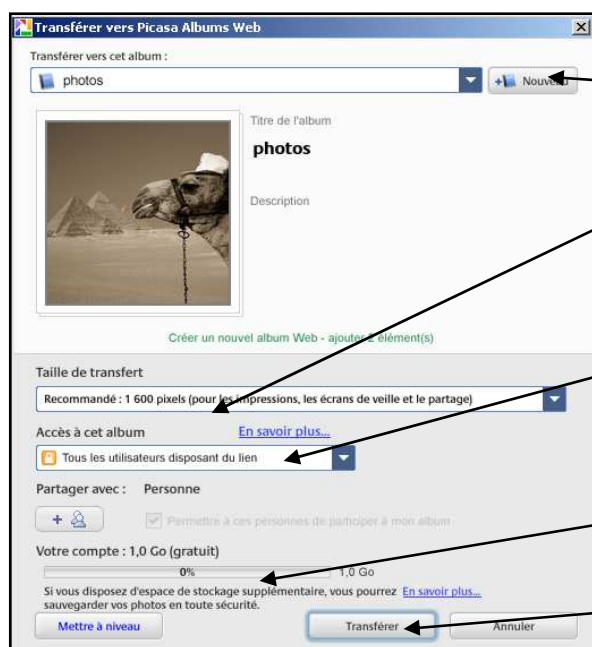 Transférer vers Picasa Albums Web
Transférer vers cet album :
photos
Nouveau
Titre de l'album
photos
Description
Créer un nouvel album Web - ajouter 2 élément(s)
Taille de transfert
Recommandé : 1 600 pixels (pour les impressions, les écrans de veille et le partage)
Accès à cet album En savoir plus...
Tous les utilisateurs disposant du lien
Partager avec : Personne
+ Permettre à ces personnes de participer à mon album
Votre compte : 1,0 Go (gratuit)
0% 1,0 Go
Si vous disposez d'espace de stockage supplémentaire, vous pourrez En savoir plus...
sauvegarder vos photos en toute sécurité.
Mettre à niveau Transférer Annuler